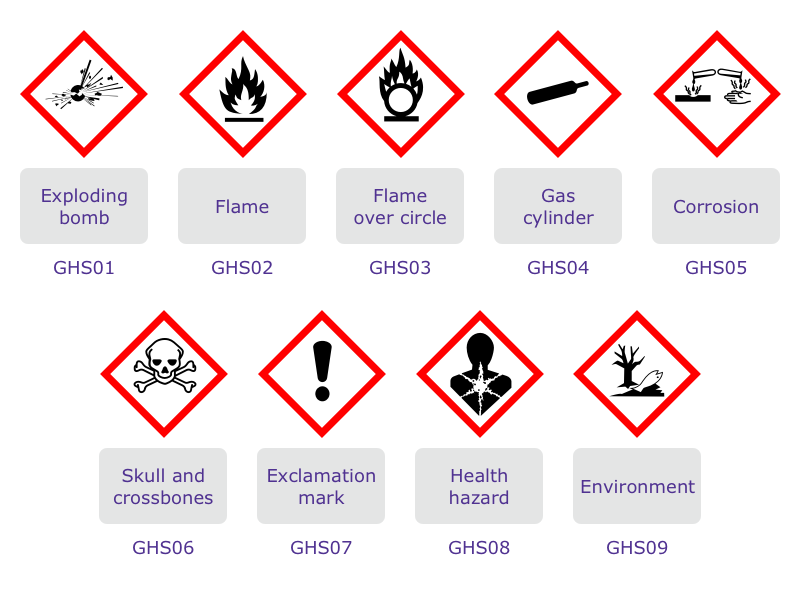 Exploding
bomb
Flame
Flame
over circle
Gas
cylinder
Corrosion
GHS01
GHS02
GHS03
GHS04
GHS05
Skull and
crossbones
Exclamation
mark
Health
hazard
Environment
GHS06
GHS07
GHS08
GHS09